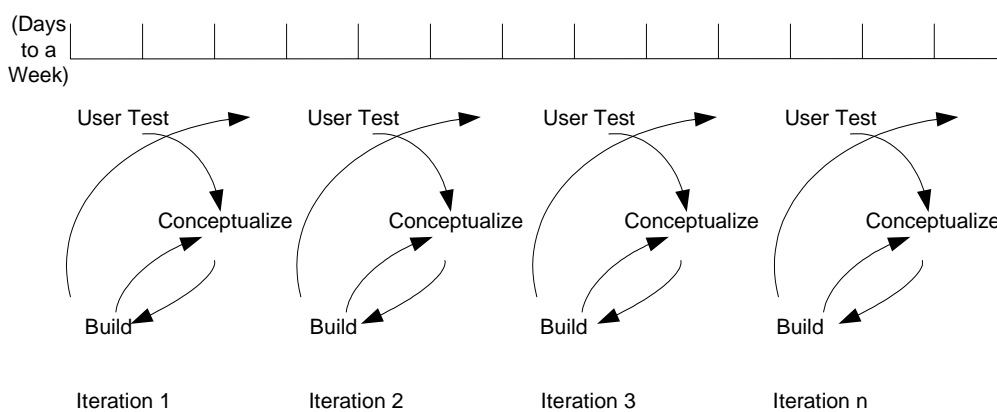 (Days
to a
Week)
User Test User Test User Test User Test
Conceptualize Conceptualize Conceptualize Conceptualize
Build Build Build Build
Iteration 1 Iteration 2 Iteration 3 Iteration n